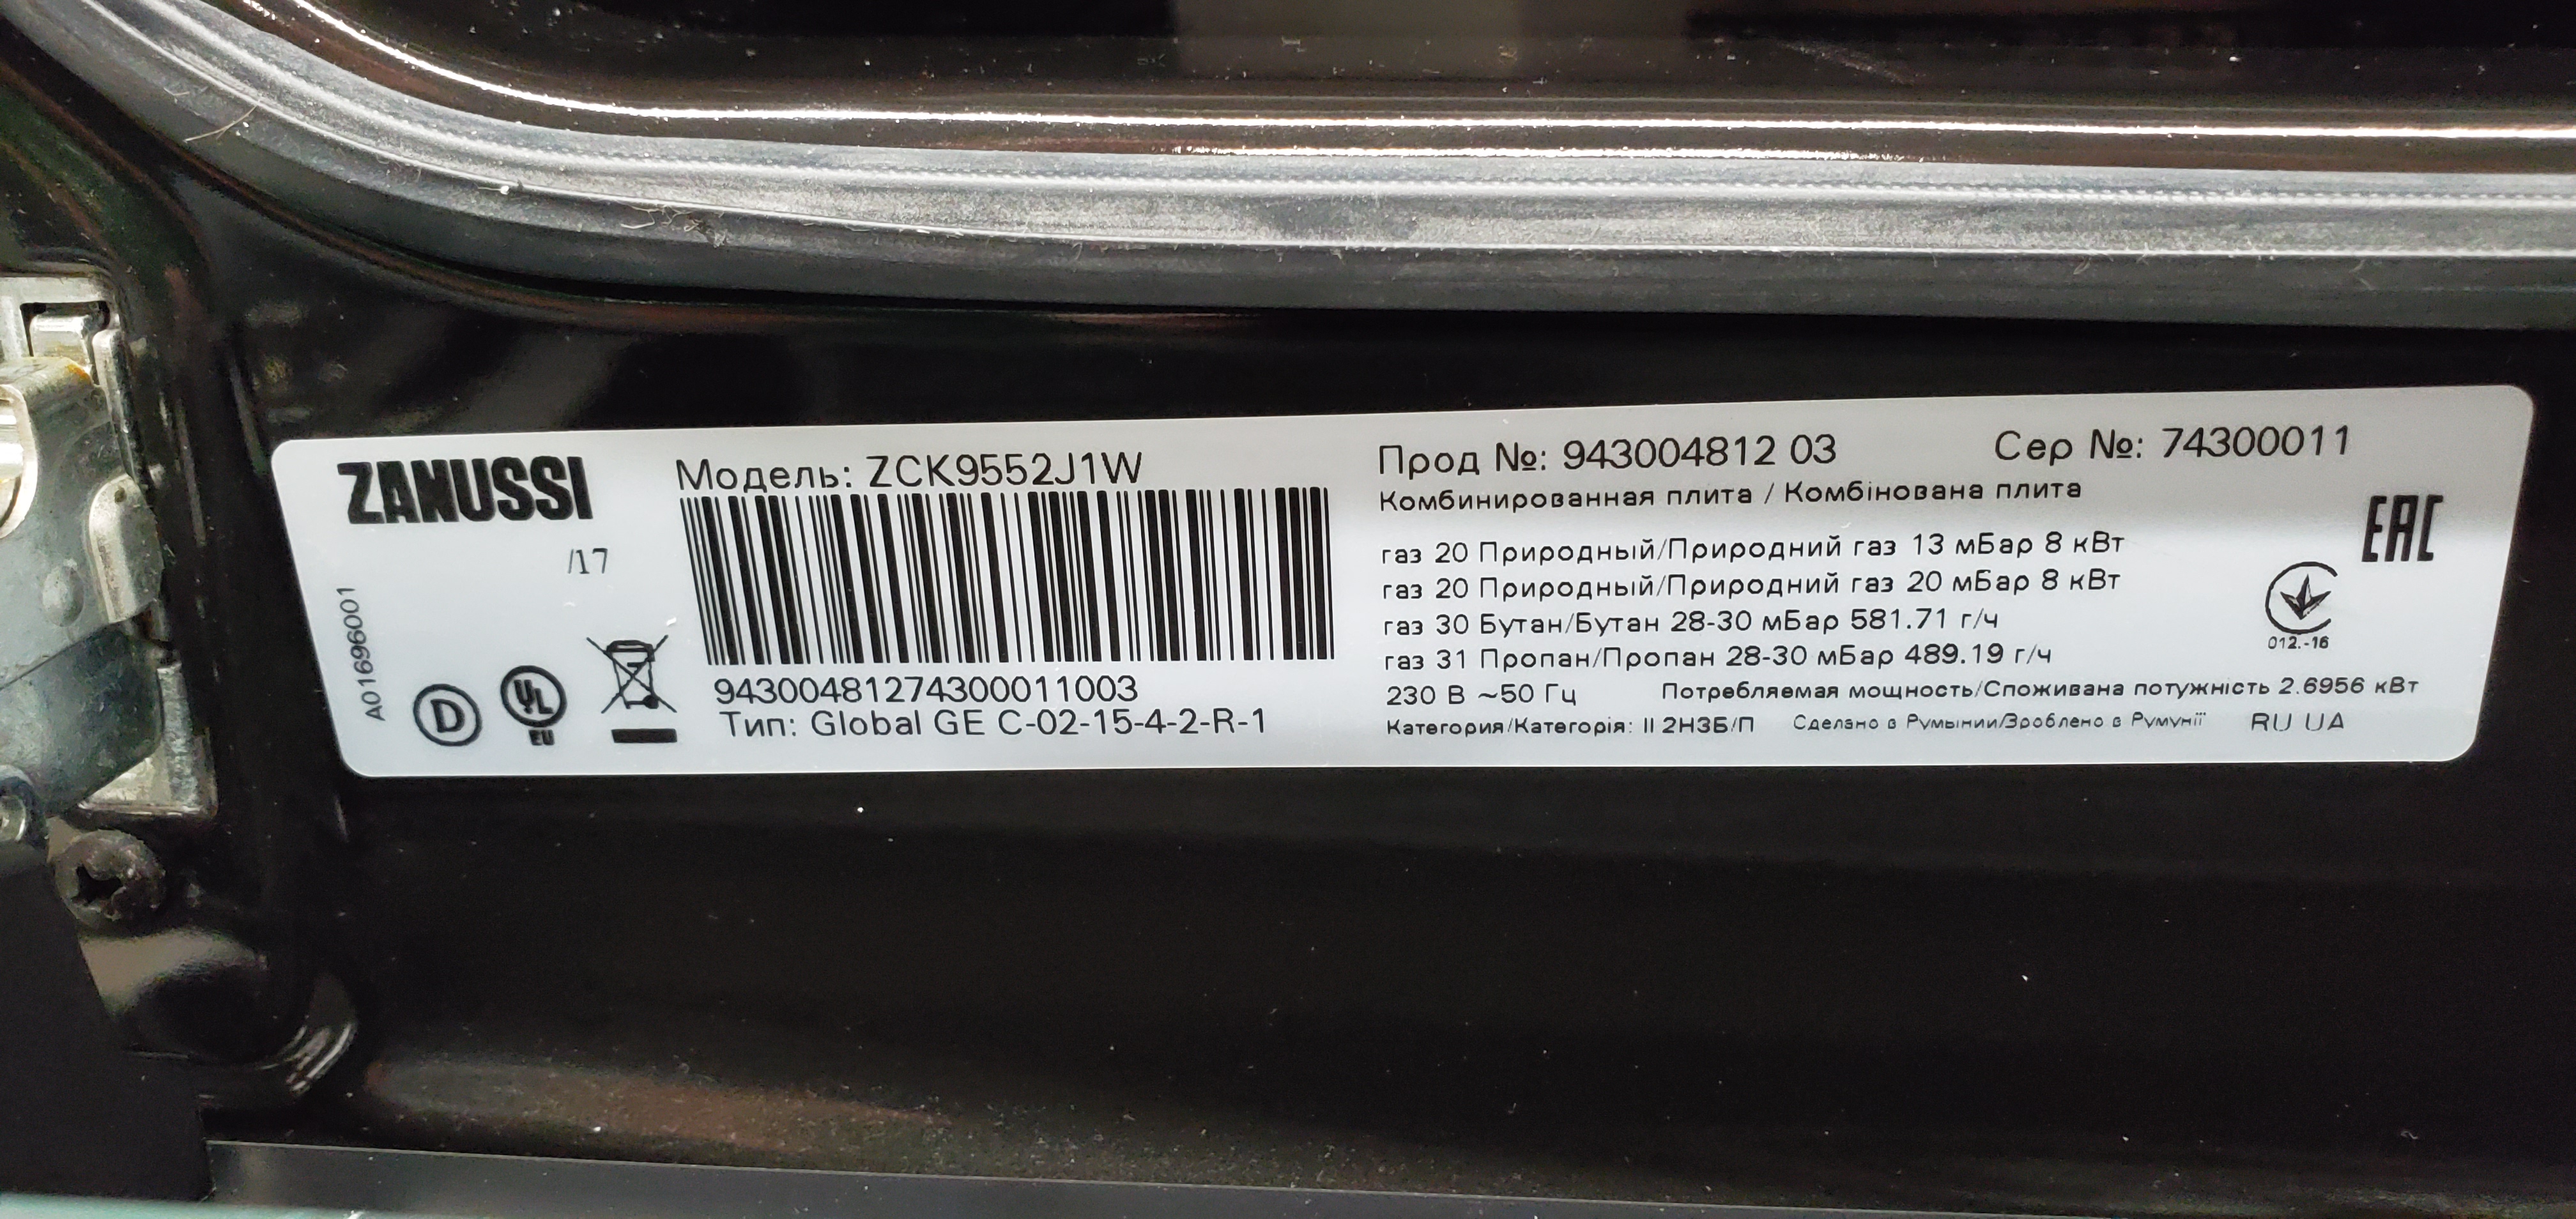 ZANUSSI
/17
A01696001
D
UL
EU
Модель: ZCK9552J1W
94300481274300011003
Тип: Global GE C-02-15-4-2-R-1
Прод №: 943004812 03 Сер №: 74300011
Комбинированная плита / Комбінована плита
газ 20 Природный/Природний газ 13 мБар 8 кВт
газ 20 Природный/Природний газ 20 мБар 8 кВт
газ 30 Бутан/Бутан 28-30 мБар 581.71 г/ч
газ 31 Пропан/Пропан 28-30 мБар 489.19 г/ч
230 В ~50 Гц Потребляемая мощность/Споживана потужність 2.6956 кВт
Категория/Категорія: II 2Н3Б/П Сделано в Румынии/Зроблено в Румунії RU UA
EAC
012.-16